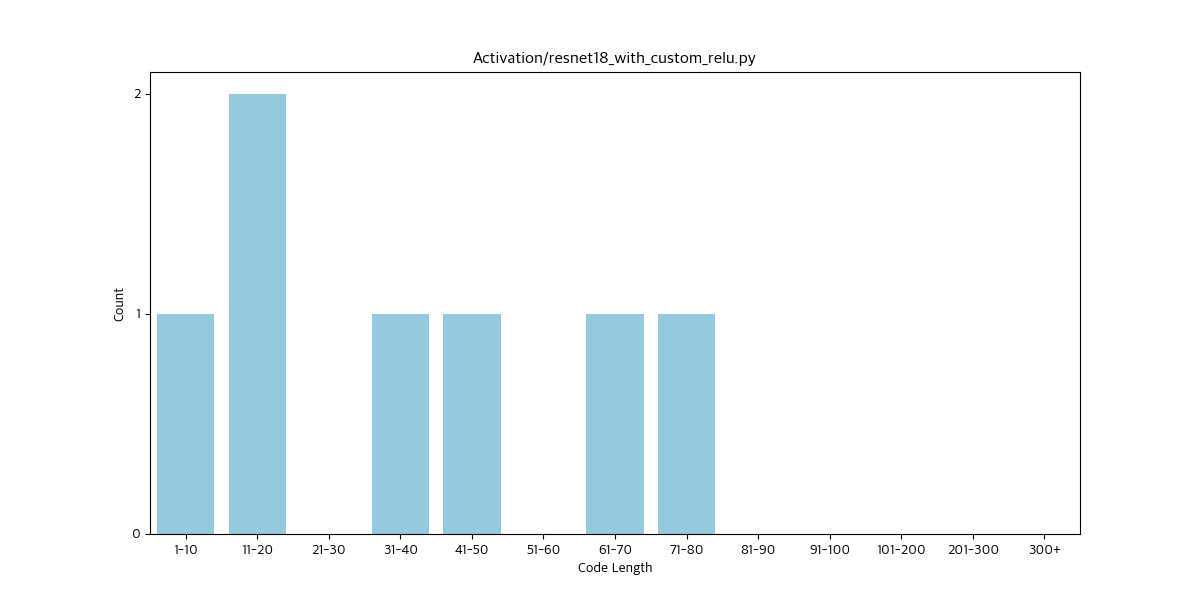 Activation/resnet18_with_custom_relu.py
2
1
0
Count
1-10 11-20 21-30 31-40 41-50 51-60 61-70 71-80 81-90 91-100 101-200 201-300 300+
Code Length